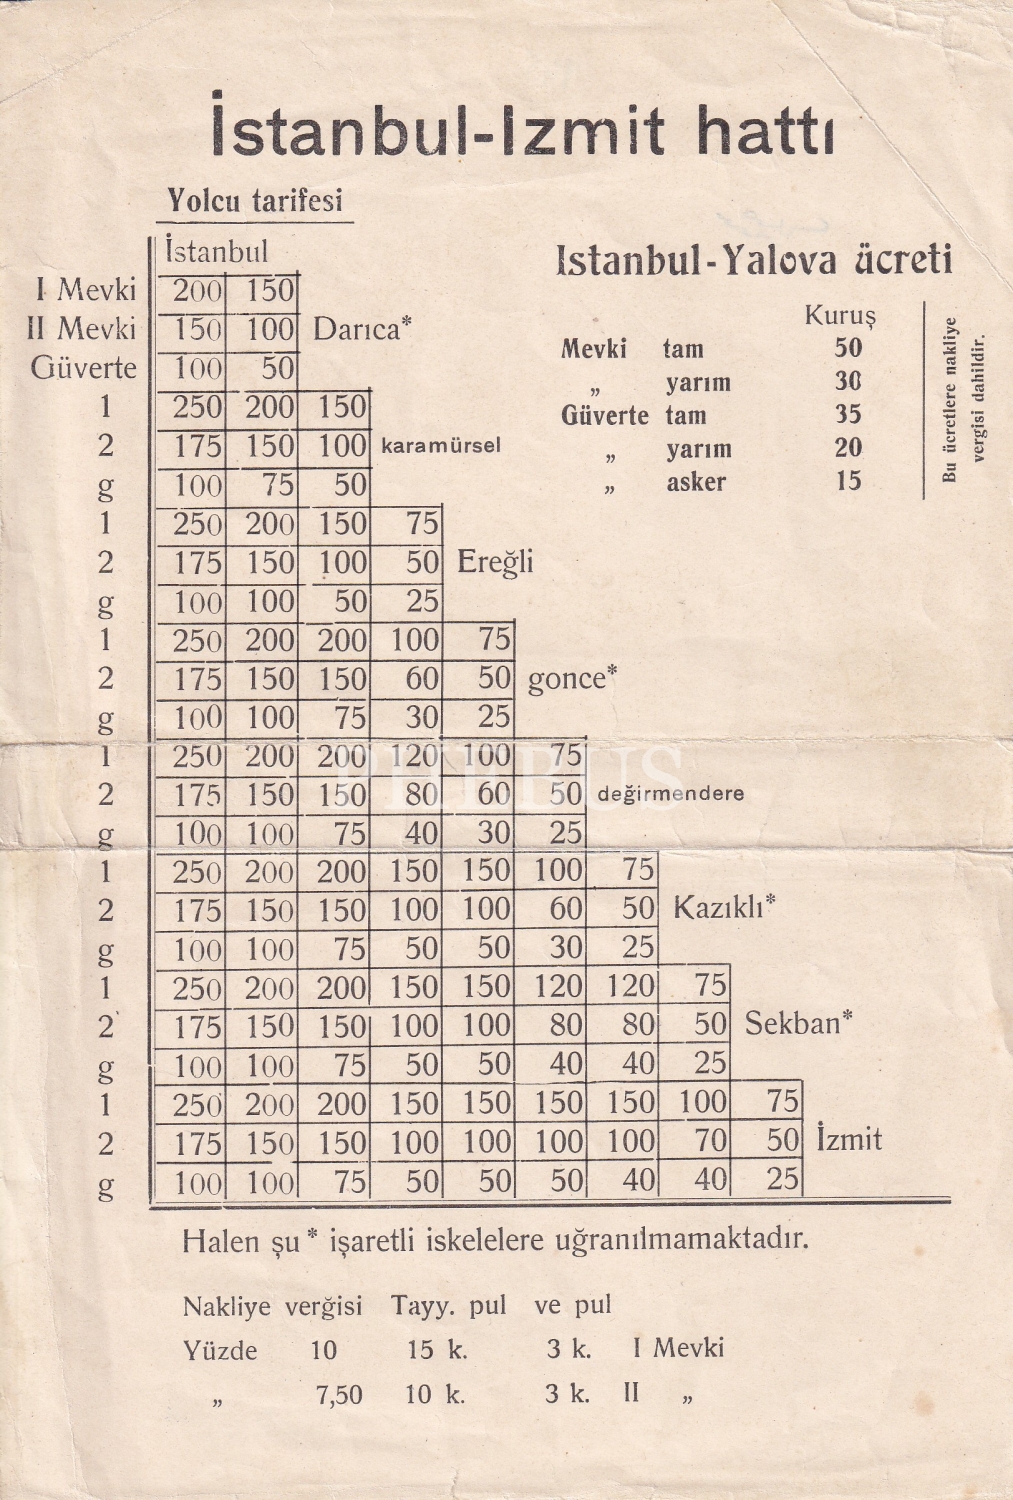 İstanbul-Izmit hattı
Yolcu tarifesi
İstanbul
I Mevki 200 150
II Mevki 150 100 Darıca*
Güverte 100 50
1 250 200 150
2 175 150 100 karamürsel
g 100 75 50
1 250 200 150 75
2 175 150 100 50 Ereğli
g 100 100 50 25
1 250 200 200 100 75
2 175 150 150 60 50 gonce*
g 100 100 75 30 25
1 250 200 200 120 100 75
2 175 150 150 80 60 50 değirmendere
g 100 100 75 40 30 25
1 250 200 200 150 150 100 75
2 175 150 150 100 100 60 50 Kazıklı*
g 100 100 75 50 50 30 25
1 250 200 200 150 150 120 120 75
2 175 150 150 100 100 80 80 50 Sekban*
g 100 100 75 50 50 40 40 25
1 250 200 200 150 150 150 150 100 75
2 175 150 150 100 100 100 100 70 50 İzmit
g 100 100 75 50 50 50 40 40 25
Istanbul-Yalova ücreti
Kuruş
Mevki tam 50
„ yarım 30
Güverte tam 35
„ yarım 20
„ asker 15
Bu ücretlere nakliye
vergisi dahildir.
PHEBUS
Halen şu * işaretli iskelelere uğranılmamaktadır.
Nakliye verğisi Tayy. pul ve pul
Yüzde 10 15 k. 3 k. I Mevki
„ 7,50 10 k. 3 k. II „